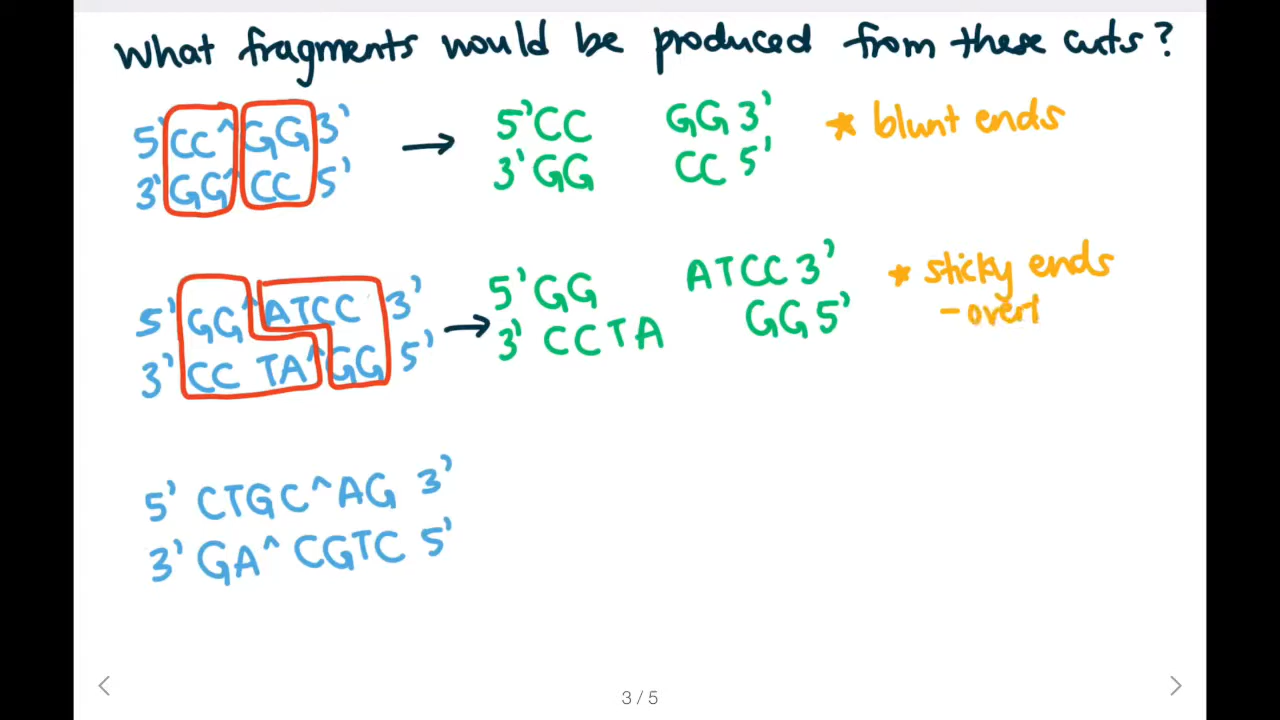 What fragments would be produced from these cuts?
5' CC^GG 3' → 5' CC GG 3' * blunt ends
3' GG^CC 5' 3' GG CC 5'
5' GG^ATCC 3' → 5' GG ATCC 3' * sticky ends
3' CC TA^GG 5' 3' CCTA GG 5' - overl
5' CTGC^AG 3'
3' GA^CGTC 5'
3 / 5